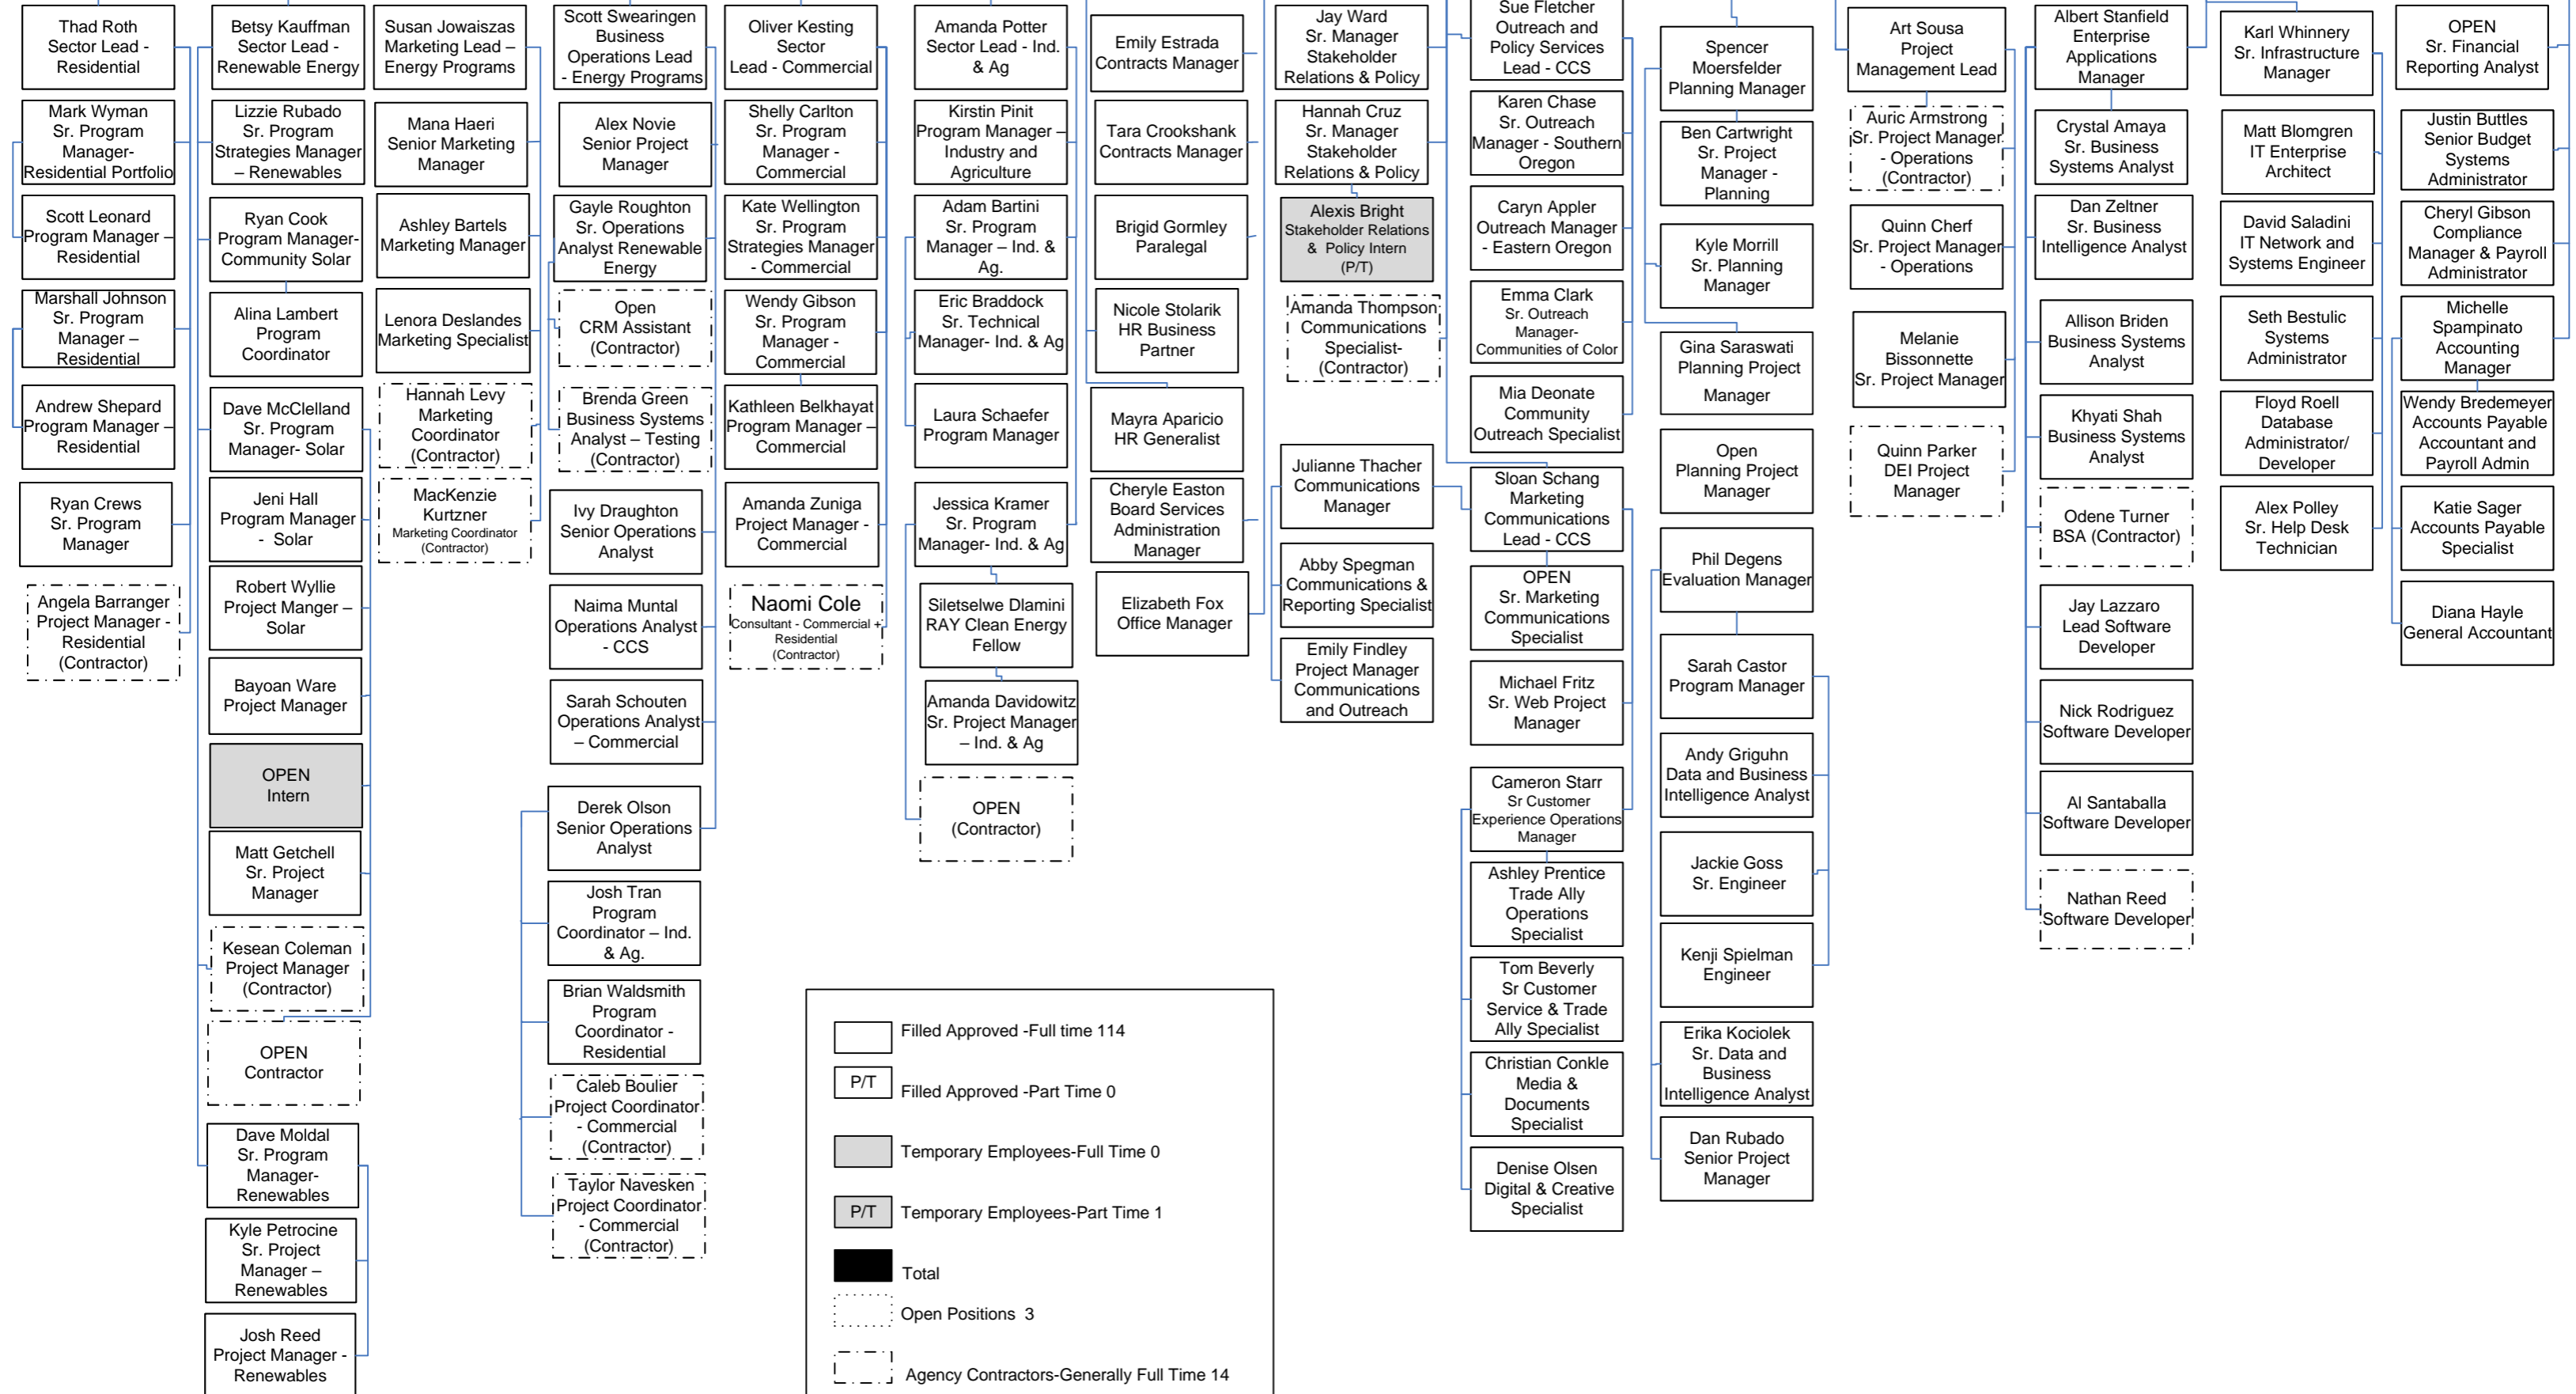 Thad Roth
Sector Lead -
Residential
Mark Wyman
Sr. Program
Manager-
Residential Portfolio
Scott Leonard
Program Manager –
Residential
Marshall Johnson
Sr. Program
Manager –
Residential
Andrew Shepard
Program Manager –
Residential
Ryan Crews
Sr. Program
Manager
Angela Barranger
Project Manager -
Residential
(Contractor)
Betsy Kauffman
Sector Lead -
Renewable Energy
Lizzie Rubado
Sr. Program
Strategies Manager
– Renewables
Ryan Cook
Program Manager-
Community Solar
Alina Lambert
Program
Coordinator
Dave McClelland
Sr. Program
Manager- Solar
Jeni Hall
Program Manager
- Solar
Robert Wyllie
Project Manger –
Solar
Bayoan Ware
Project Manager
OPEN
Intern
Matt Getchell
Sr. Project
Manager
Kesean Coleman
Project Manager
(Contractor)
OPEN
Contractor
Dave Moldal
Sr. Program
Manager-
Renewables
Kyle Petrocine
Sr. Project
Manager –
Renewables
Josh Reed
Project Manager -
Renewables
Susan Jowaiszas
Marketing Lead –
Energy Programs
Mana Haeri
Senior Marketing
Manager
Ashley Bartels
Marketing Manager
Lenora Deslandes
Marketing Specialist
Hannah Levy
Marketing
Coordinator
(Contractor)
MacKenzie
Kurtzner
Marketing Coordinator
(Contractor)
Scott Swearingen
Business
Operations Lead
- Energy Programs
Alex Novie
Senior Project
Manager
Gayle Roughton
Sr. Operations
Analyst Renewable
Energy
Open
CRM Assistant
(Contractor)
Brenda Green
Business Systems
Analyst – Testing
(Contractor)
Ivy Draughton
Senior Operations
Analyst
Naima Muntal
Operations Analyst
- CCS
Sarah Schouten
Operations Analyst
– Commercial
Derek Olson
Senior Operations
Analyst
Josh Tran
Program
Coordinator – Ind.
& Ag.
Brian Waldsmith
Program
Coordinator -
Residential
Caleb Boulier
Project Coordinator
- Commercial
(Contractor)
Taylor Navesken
Project Coordinator
- Commercial
(Contractor)
Oliver Kesting
Sector
Lead - Commercial
Shelly Carlton
Sr. Program
Manager -
Commercial
Kate Wellington
Sr. Program
Strategies Manager
- Commercial
Wendy Gibson
Sr. Program
Manager -
Commercial
Kathleen Belkhayat
Program Manager –
Commercial
Amanda Zuniga
Project Manager -
Commercial
Naomi Cole
Consultant - Commercial +
Residential
(Contractor)
Amanda Potter
Sector Lead - Ind.
& Ag
Kirstin Pinit
Program Manager –
Industry and
Agriculture
Adam Bartini
Sr. Program
Manager – Ind. &
Ag.
Eric Braddock
Sr. Technical
Manager- Ind. & Ag
Laura Schaefer
Program Manager
Jessica Kramer
Sr. Program
Manager- Ind. & Ag
Siletselwe Dlamini
RAY Clean Energy
Fellow
Amanda Davidowitz
Sr. Project Manager
– Ind. & Ag
OPEN
(Contractor)
Emily Estrada
Contracts Manager
Tara Crookshank
Contracts Manager
Brigid Gormley
Paralegal
Nicole Stolarik
HR Business
Partner
Mayra Aparicio
HR Generalist
Cheryle Easton
Board Services
Administration
Manager
Elizabeth Fox
Office Manager
Jay Ward
Sr. Manager
Stakeholder
Relations & Policy
Hannah Cruz
Sr. Manager
Stakeholder
Relations & Policy
Alexis Bright
Stakeholder Relations
& Policy Intern
(P/T)
Amanda Thompson
Communications
Specialist-
(Contractor)
Julianne Thacher
Communications
Manager
Abby Spegman
Communications &
Reporting Specialist
Emily Findley
Project Manager
Communications
and Outreach
Sue Fletcher
Outreach and
Policy Services
Lead - CCS
Karen Chase
Sr. Outreach
Manager - Southern
Oregon
Caryn Appler
Outreach Manager
- Eastern Oregon
Emma Clark
Sr. Outreach
Manager-
Communities of Color
Mia Deonate
Community
Outreach Specialist
Sloan Schang
Marketing
Communications
Lead - CCS
OPEN
Sr. Marketing
Communications
Specialist
Michael Fritz
Sr. Web Project
Manager
Cameron Starr
Sr Customer
Experience Operations
Manager
Ashley Prentice
Trade Ally
Operations
Specialist
Tom Beverly
Sr Customer
Service & Trade
Ally Specialist
Christian Conkle
Media &
Documents
Specialist
Denise Olsen
Digital & Creative
Specialist
Spencer
Moersfelder
Planning Manager
Ben Cartwright
Sr. Project
Manager -
Planning
Kyle Morrill
Sr. Planning
Manager
Gina Saraswati
Planning Project
Manager
Open
Planning Project
Manager
Phil Degens
Evaluation Manager
Sarah Castor
Program Manager
Andy Griguhn
Data and Business
Intelligence Analyst
Jackie Goss
Sr. Engineer
Kenji Spielman
Engineer
Erika Kociolek
Sr. Data and
Business
Intelligence Analyst
Dan Rubado
Senior Project
Manager
Art Sousa
Project
Management Lead
Auric Armstrong
Sr. Project Manager
- Operations
(Contractor)
Quinn Cherf
Sr. Project Manager
- Operations
Melanie
Bissonnette
Sr. Project Manager
Quinn Parker
DEI Project
Manager
Albert Stanfield
Enterprise
Applications
Manager
Crystal Amaya
Sr. Business
Systems Analyst
Dan Zeltner
Sr. Business
Intelligence Analyst
Allison Briden
Business Systems
Analyst
Khyati Shah
Business Systems
Analyst
Odene Turner
BSA (Contractor)
Jay Lazzaro
Lead Software
Developer
Nick Rodriguez
Software Developer
Al Santaballa
Software Developer
Nathan Reed
Software Developer
Karl Whinnery
Sr. Infrastructure
Manager
Matt Blomgren
IT Enterprise
Architect
David Saladini
IT Network and
Systems Engineer
Seth Bestulic
Systems
Administrator
Floyd Roell
Database
Administrator/
Developer
Alex Polley
Sr. Help Desk
Technician
OPEN
Sr. Financial
Reporting Analyst
Justin Buttles
Senior Budget
Systems
Administrator
Cheryl Gibson
Compliance
Manager & Payroll
Administrator
Michelle
Spampinato
Accounting
Manager
Wendy Bredemeyer
Accounts Payable
Accountant and
Payroll Admin
Katie Sager
Accounts Payable
Specialist
Diana Hayle
General Accountant
Filled Approved -Full time 114
P/T
Filled Approved -Part Time 0
Temporary Employees-Full Time 0
P/T
Temporary Employees-Part Time 1
Total
Open Positions 3
Agency Contractors-Generally Full Time 14